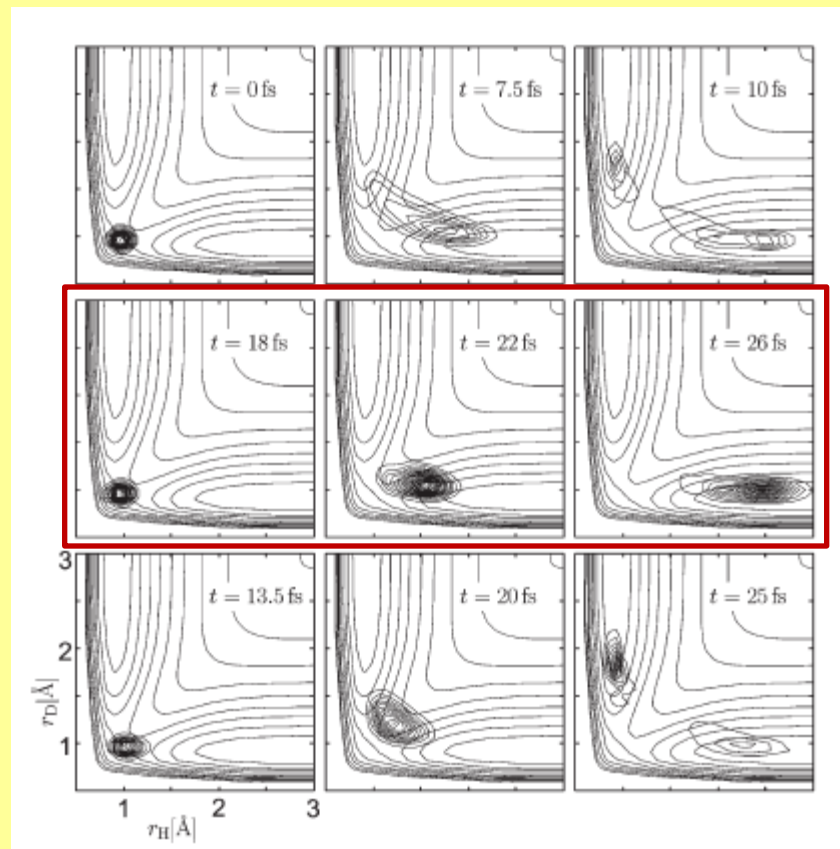 t = 0 fs
t = 7.5 fs
t = 10 fs
t = 18 fs
t = 22 fs
t = 26 fs
t = 13.5 fs
t = 20 fs
t = 25 fs
3
2
1
r_D[Å]
1 2 3
r_H[Å]